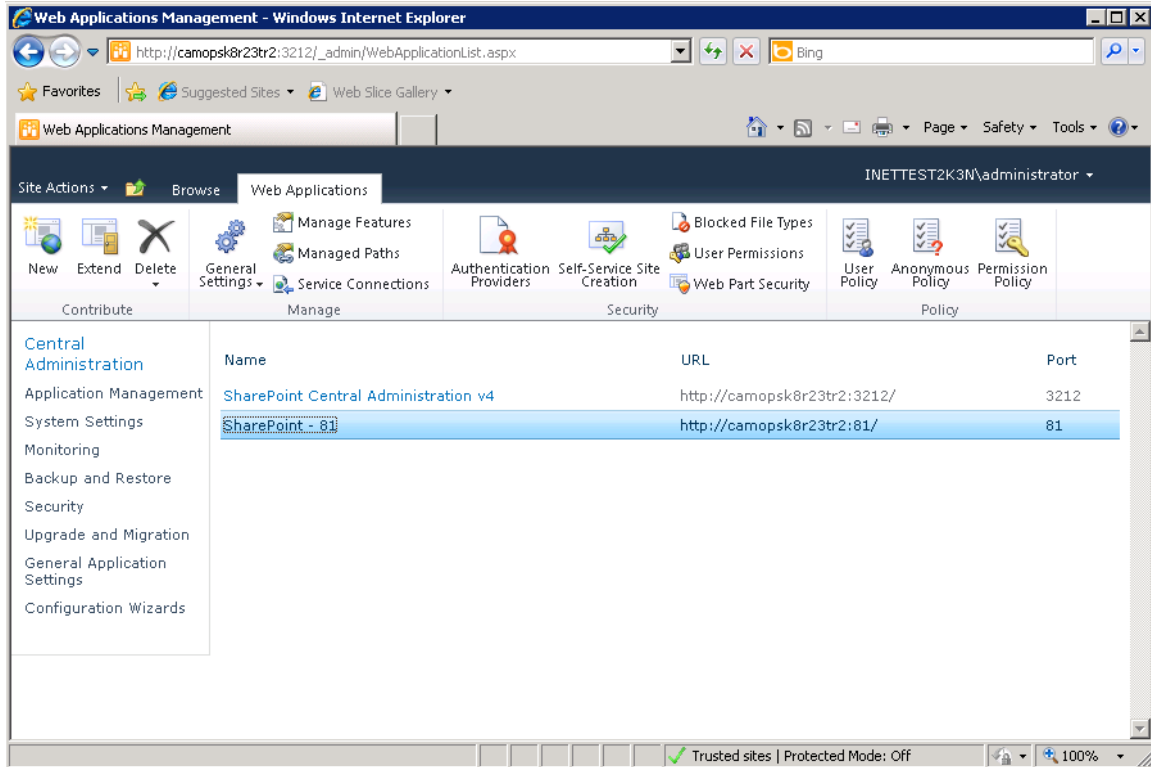 Web Applications Management - Windows Internet Explorer
http://camopsk8r23tr2:3212/_admin/WebApplicationList.aspx
Bing
Favorites
Suggested Sites
Web Slice Gallery
Web Applications Management
Page
Safety
Tools
INETTEST2K3N\administrator
Site Actions
Browse
Web Applications
New
Extend
Delete
Contribute
General
Settings
Manage Features
Managed Paths
Service Connections
Manage
Authentication
Providers
Self-Service Site
Creation
Blocked File Types
User Permissions
Web Part Security
Security
User
Policy
Anonymous
Policy
Permission
Policy
Policy
Central
Administration
Application Management
System Settings
Monitoring
Backup and Restore
Security
Upgrade and Migration
General Application
Settings
Configuration Wizards
Name URL Port
SharePoint Central Administration v4 http://camopsk8r23tr2:3212/ 3212
SharePoint - 81 http://camopsk8r23tr2:81/ 81
Trusted sites | Protected Mode: Off
100%